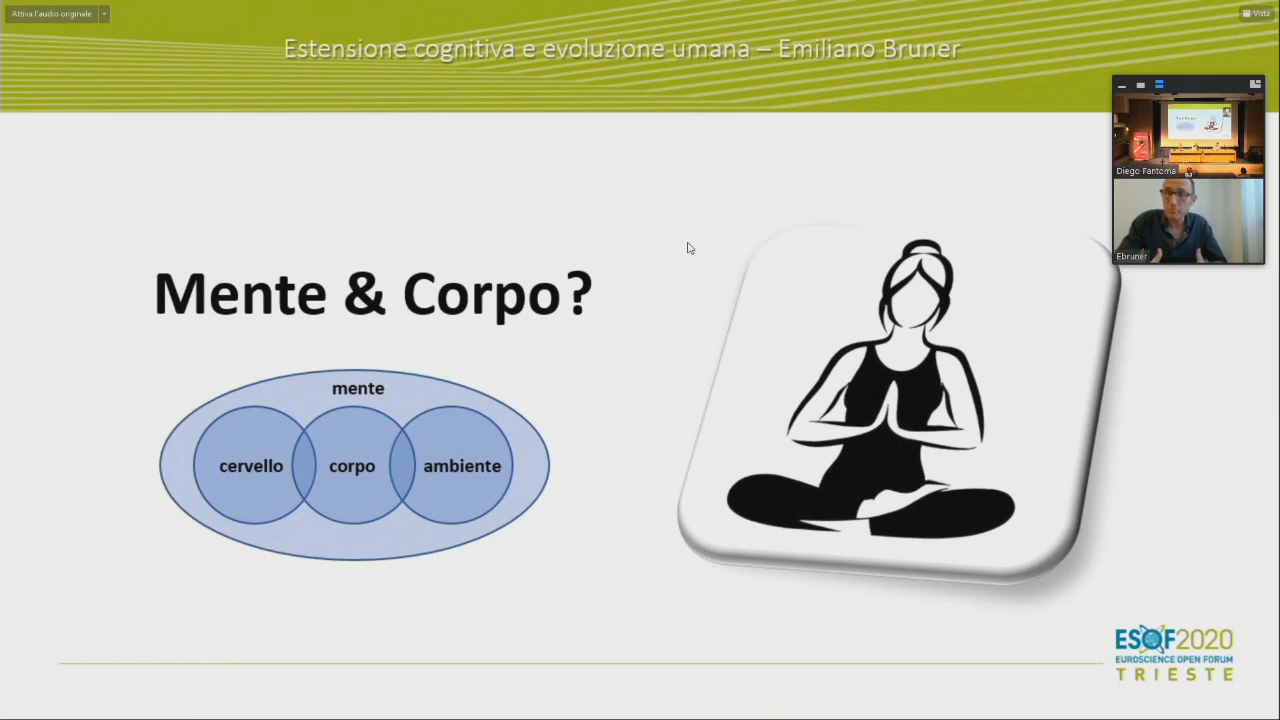 Attiva l'audio originale
Vista
Estensione cognitiva e evoluzione umana – Emiliano Bruner
Diego Fantoma
Ebruner
Mente & Corpo?
mente
cervello
corpo
ambiente
ESOF2020
EUROSCIENCE OPEN FORUM
TRIESTE